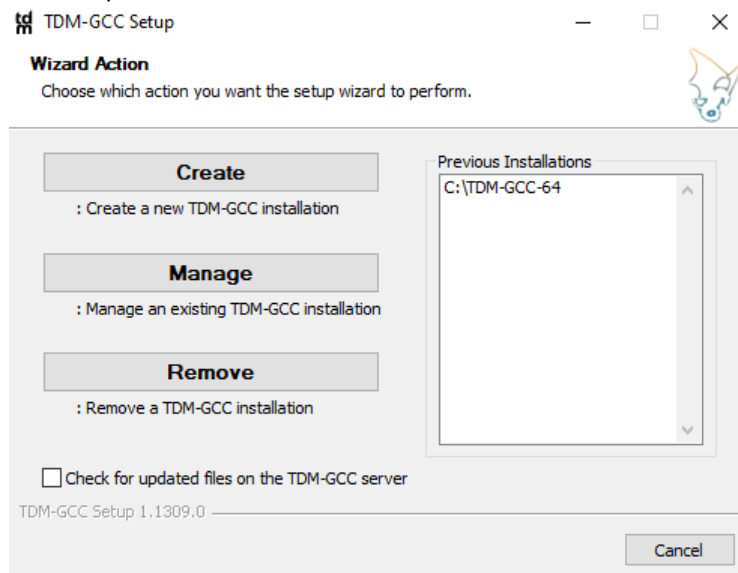 tdm TDM-GCC Setup
Wizard Action
Choose which action you want the setup wizard to perform.
Create
: Create a new TDM-GCC installation
Manage
: Manage an existing TDM-GCC installation
Remove
: Remove a TDM-GCC installation
Previous Installations
C:\TDM-GCC-64
Check for updated files on the TDM-GCC server
TDM-GCC Setup 1.1309.0
Cancel